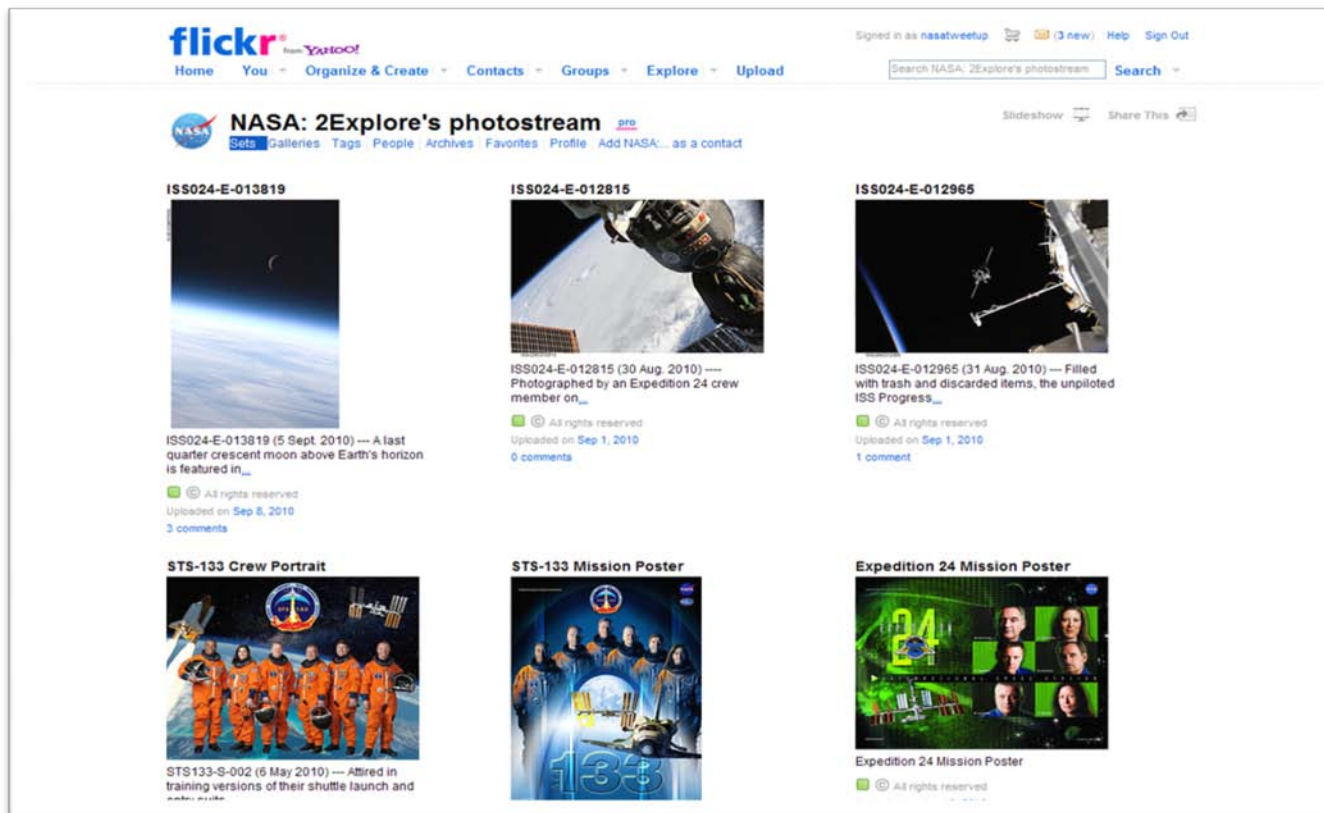 flickr from YAHOO!
Signed in as nasatweetup (3 new) Help Sign Out
Home You Organize & Create Contacts Groups Explore Upload
Search NASA: 2Explore's photostream Search
NASA: 2Explore's photostream pro
Slideshow Share This
Sets Galleries Tags People Archives Favorites Profile Add NASA:... as a contact
NASA
ISS024-E-013819
ISS024-E-013819 (5 Sept. 2010) --- A last
quarter crescent moon above Earth's horizon
is featured in...
© All rights reserved
Uploaded on Sep 8, 2010
3 comments
ISS024-E-012815
ISS024-E-012815 (30 Aug. 2010) ----
Photographed by an Expedition 24 crew
member on...
© All rights reserved
Uploaded on Sep 1, 2010
0 comments
ISS024-E-012965
ISS024-E-012965 (31 Aug. 2010) --- Filled
with trash and discarded items, the unpiloted
ISS Progress...
© All rights reserved
Uploaded on Sep 1, 2010
1 comment
STS-133 Crew Portrait
STS133-S-002 (6 May 2010) --- Attired in
training versions of their shuttle launch and
entry suits
STS-133 Mission Poster
133
Expedition 24 Mission Poster
24
Expedition 24 Mission Poster
© All rights reserved